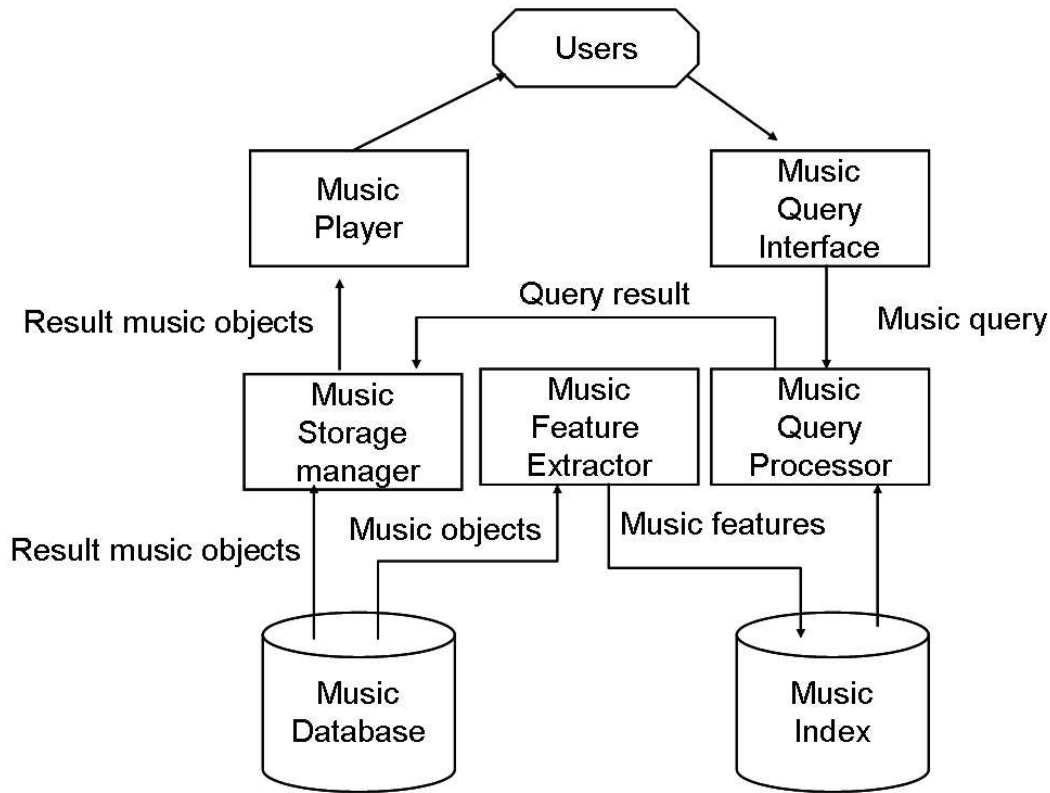 Users
Music
Player
Music
Query
Interface
Query result
Result music objects
Music query
Music
Storage
manager
Music
Feature
Extractor
Music
Query
Processor
Music objects
Music features
Result music objects
Music
Database
Music
Index